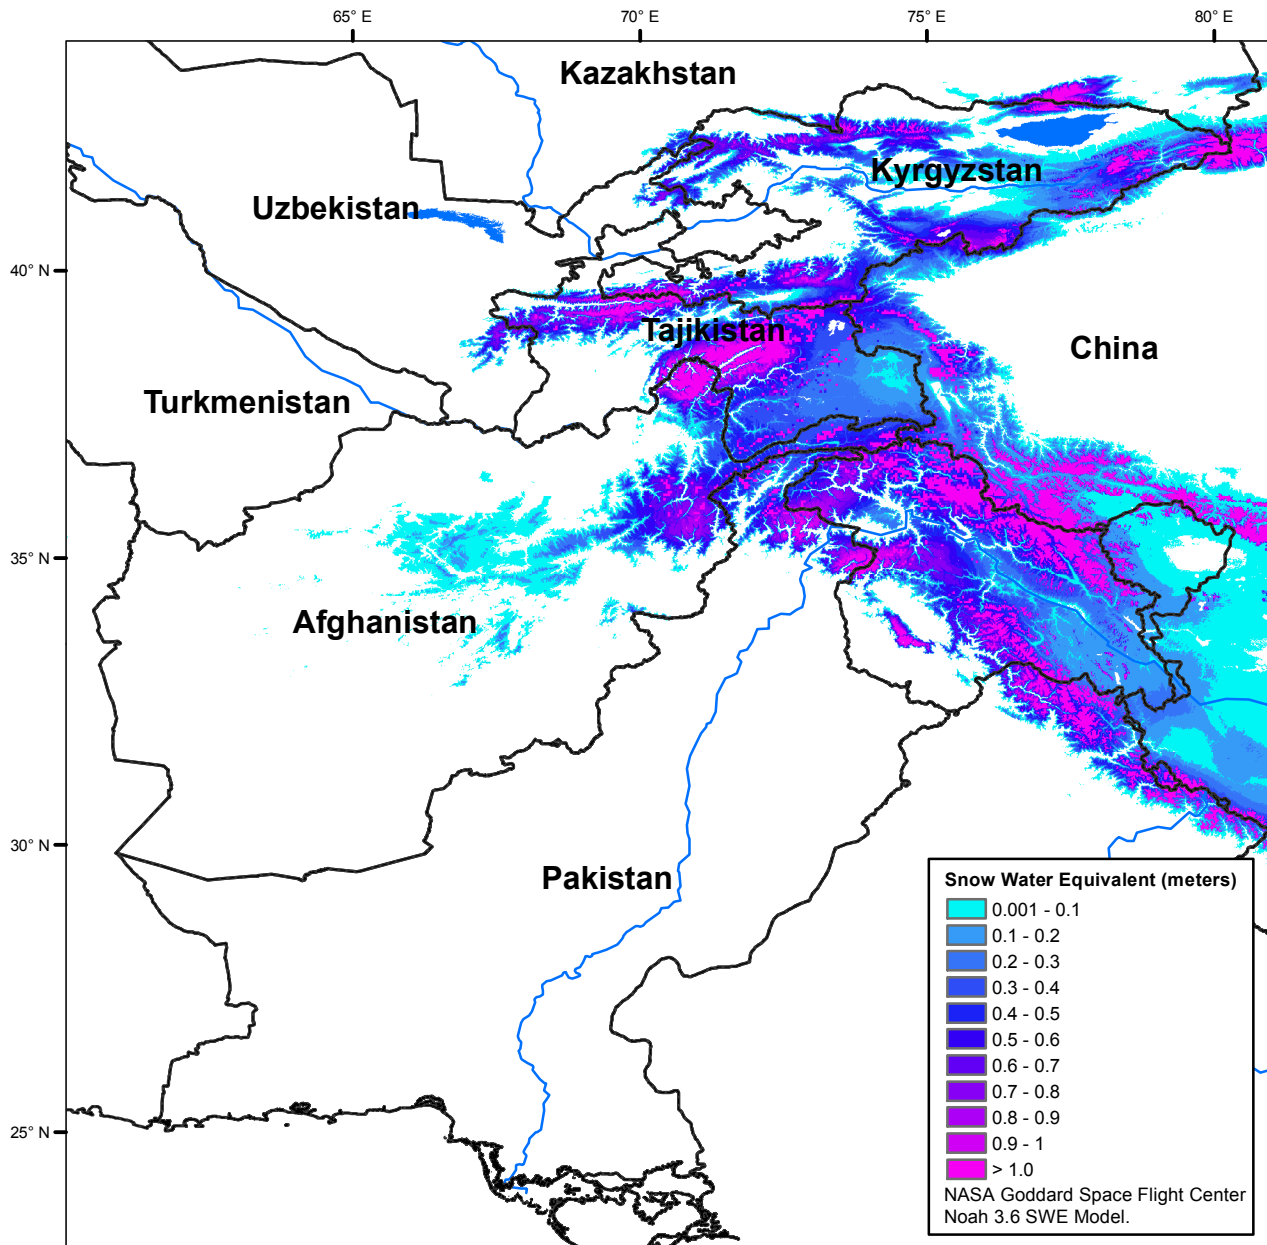 65° E
70° E
75° E
80° E
Kazakhstan
Kyrgyzstan
Uzbekistan
40° N
Tajikistan
China
Turkmenistan
35° N
Afghanistan
30° N
Pakistan
Snow Water Equivalent (meters)
0.001 - 0.1
0.1 - 0.2
0.2 - 0.3
0.3 - 0.4
0.4 - 0.5
0.5 - 0.6
0.6 - 0.7
0.7 - 0.8
0.8 - 0.9
0.9 - 1
> 1.0
25° N
NASA Goddard Space Flight Center
Noah 3.6 SWE Model.